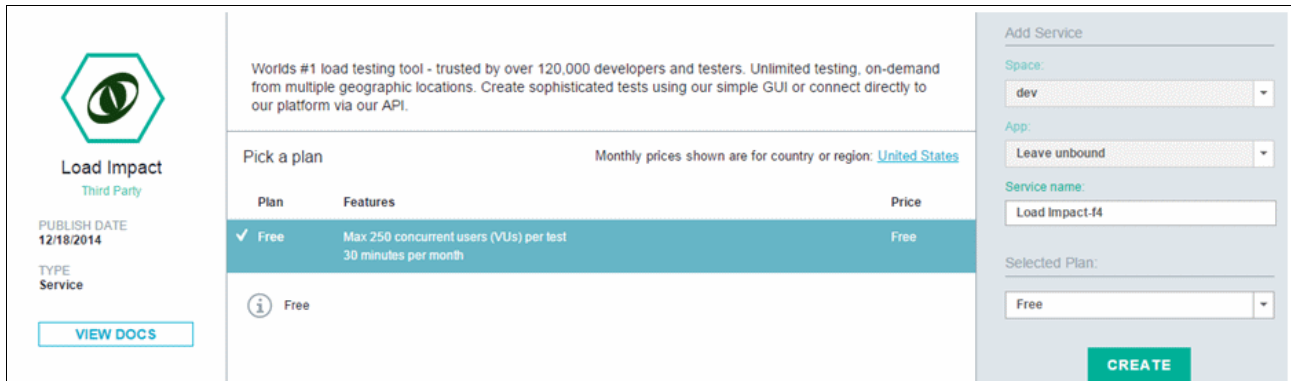 Load Impact
Third Party
PUBLISH DATE
12/18/2014
TYPE
Service
VIEW DOCS
Worlds #1 load testing tool - trusted by over 120,000 developers and testers. Unlimited testing, on-demand
from multiple geographic locations. Create sophisticated tests using our simple GUI or connect directly to
our platform via our API.
Pick a plan
Monthly prices shown are for country or region: United States
Plan Features Price
Free Max 250 concurrent users (VUs) per test Free
30 minutes per month
Free
Add Service
Space:
dev
App:
Leave unbound
Service name:
Load Impact-f4
Selected Plan:
Free
CREATE